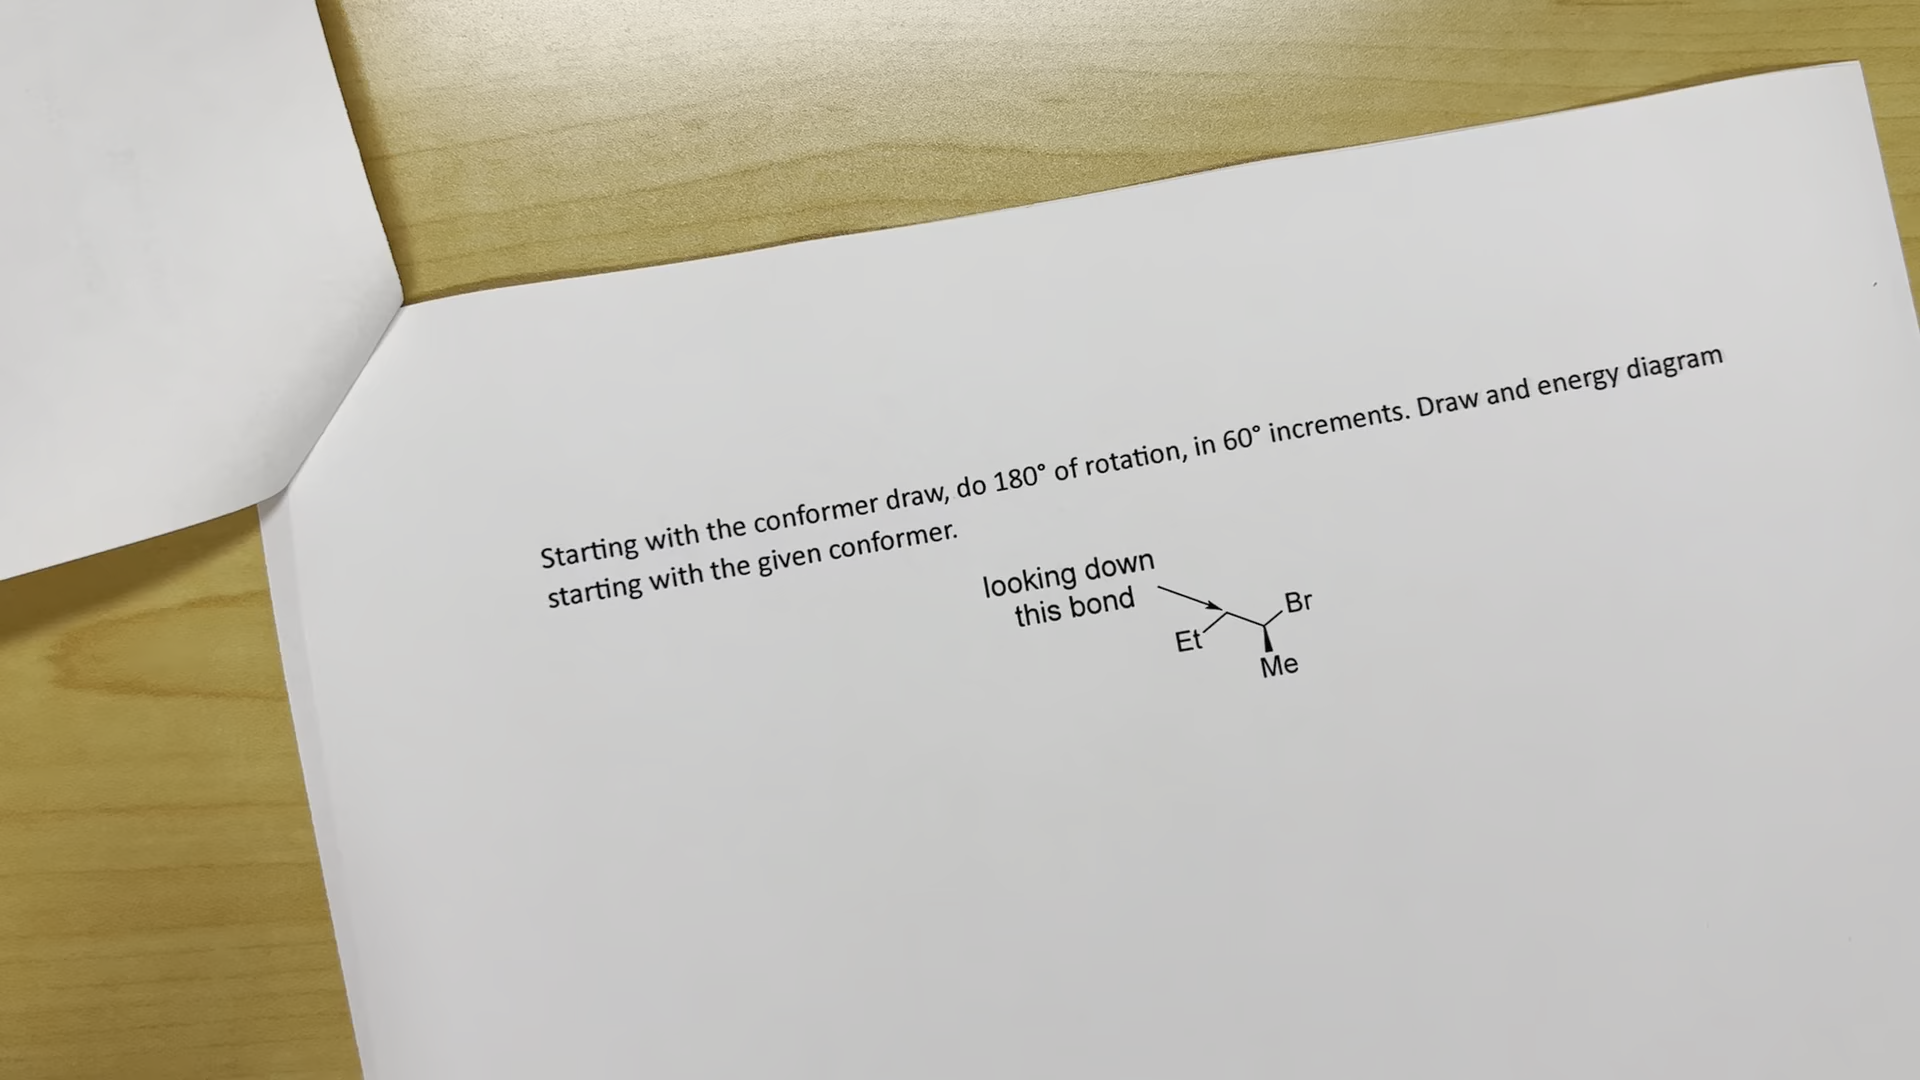 Starting with the conformer draw, do 180° of rotation, in 60° increments. Draw and energy diagram
starting with the given conformer.
looking down
this bond
Br
Et
Me